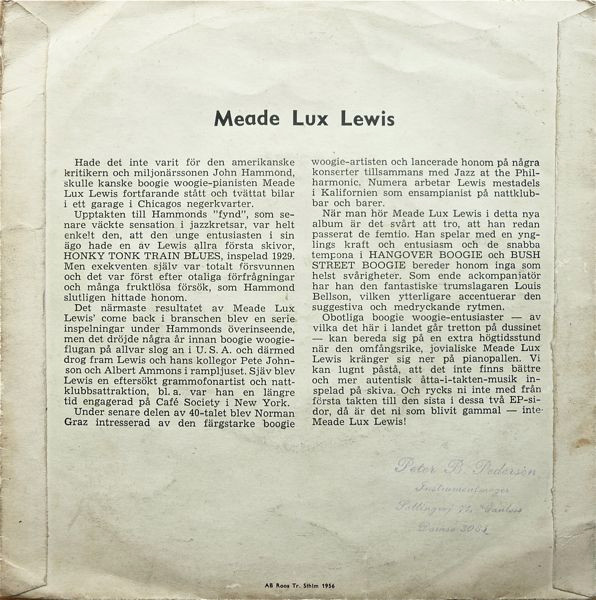 Meade Lux Lewis
Hade det inte varit för den amerikanske
kritikern och miljonärssonen John Hammond,
skulle kanske boogie woogie-pianisten Meade
Lux Lewis fortfarande stått och tvättat bilar
i ett garage i Chicagos negerkvarter.
Upptakten till Hammonds "fynd", som se-
nare väckte sensation i jazzkretsar, var helt
enkelt den, att den unge entusiasten i sin
ägo hade en av Lewis allra första skivor,
HONKY TONK TRAIN BLUES, inspelad 1929.
Men exekventen själv var totalt försvunnen
och det var först efter otaliga förfrågningar
och många fruktlösa försök, som Hammond
slutligen hittade honom.
Det närmaste resultatet av Meade Lux
Lewis' come back i branschen blev en serie
inspelningar under Hammonds överinseende,
men det dröjde några år innan boogie woogie-
flugan på allvar slog an i U. S. A. och därmed
drog fram Lewis och hans kollegor Pete John-
son och Albert Ammons i rampljuset. Sjäv blev
Lewis en eftersökt grammofonartist och natt-
klubbsattraktion, bl. a. var han en längre
tid engagerad på Café Society i New York.
Under senare delen av 40-talet blev Norman
Graz intresserad av den färgstarke boogie
woogie-artisten och lancerade honom på några
konserter tillsammans med Jazz at the Phil-
harmonic. Numera arbetar Lewis mestadels
i Kalifornien som ensampianist på nattklub-
bar och barer.
När man hör Meade Lux Lewis i detta nya
album är det svårt att tro, att han redan
passerat de femtio. Han spelar med en yng-
lings kraft och entusiasm och de snabba
tempona i HANGOVER BOOGIE och BUSH
STREET BOOGIE bereder honom inga som
helst svårigheter. Som ende ackompanjatör
har han den fantastiske trumslagaren Louis
Bellson, vilken ytterligare accentuerar den
suggestiva och medryckande rytmen.
Obotliga boogie woogie-entusiaster — av
vilka det här i landet går tretton på dussinet
— kan bereda sig på en extra högtidsstund
när den omfångsrike, jovialiske Meade Lux
Lewis kränger sig ner på pianopallen. Vi
kan lugnt påstå, att det inte finns bättre
och mer autentisk åtta-i-takten-musik in-
spelad på skiva. Och rycks ni inte med från
första takten till den sista i dessa två EP-si-
dor, då är det ni som blivit gammal — inte
Meade Lux Lewis!
Peter B. Pedersen
Instrumentmager
AB Roos Tr. Sthlm 1956